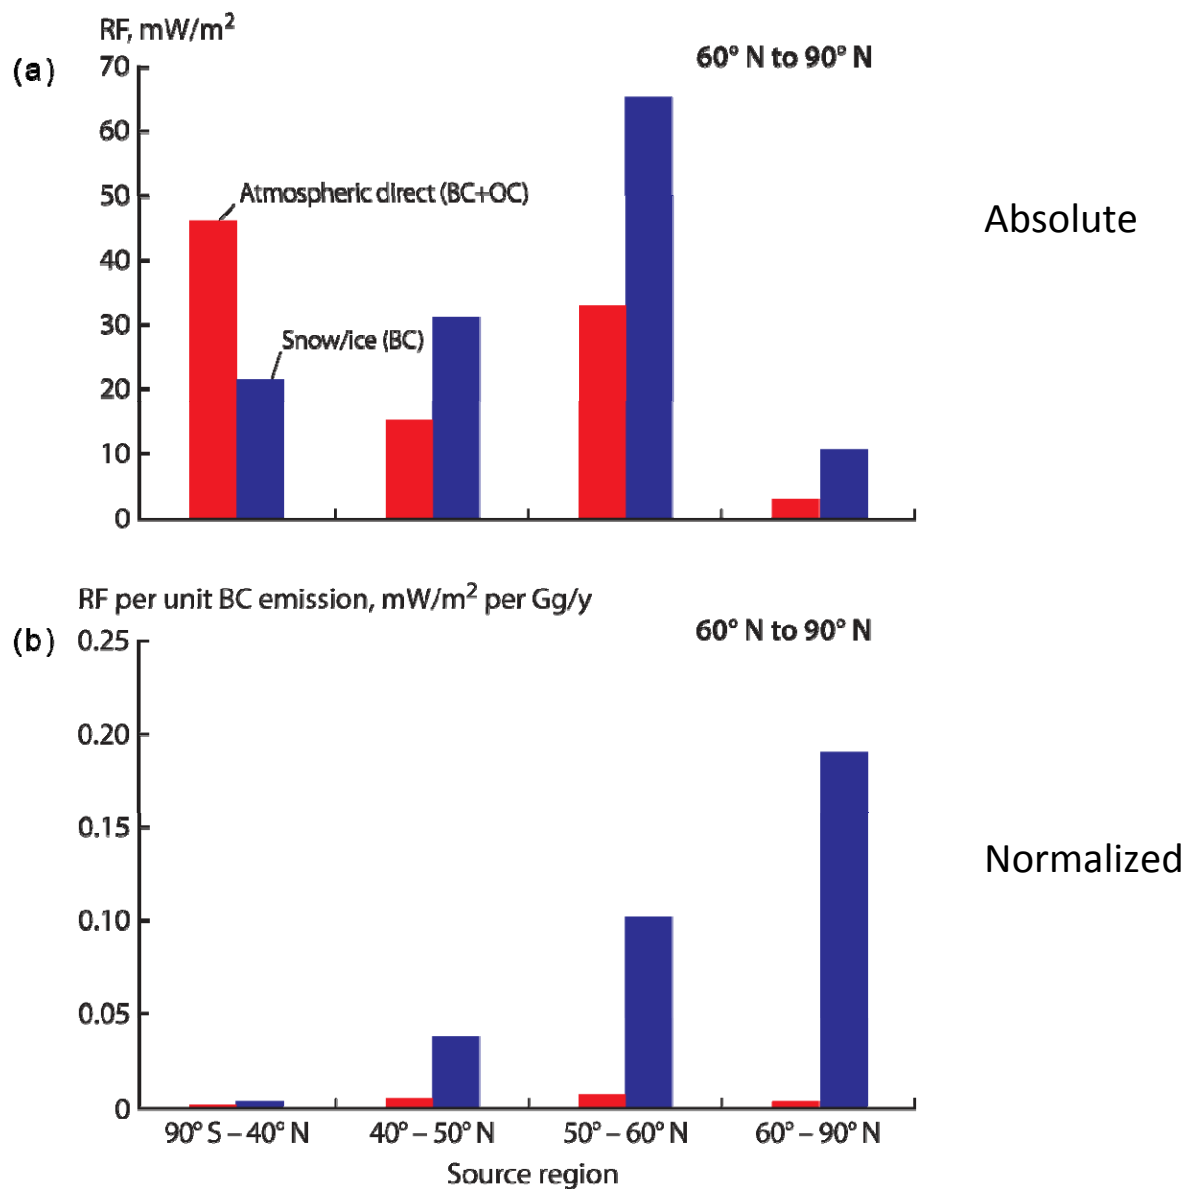 RF, mW/m²
(a)
60° N to 90° N
70
60
50
40
30
20
10
0
Atmospheric direct (BC+OC)
Snow/ice (BC)
Absolute
RF per unit BC emission, mW/m² per Gg/y
(b)
60° N to 90° N
0.25
0.20
0.15
0.10
0.05
0
Normalized
90° S – 40° N 40° – 50° N 50° – 60° N 60° – 90° N
Source region